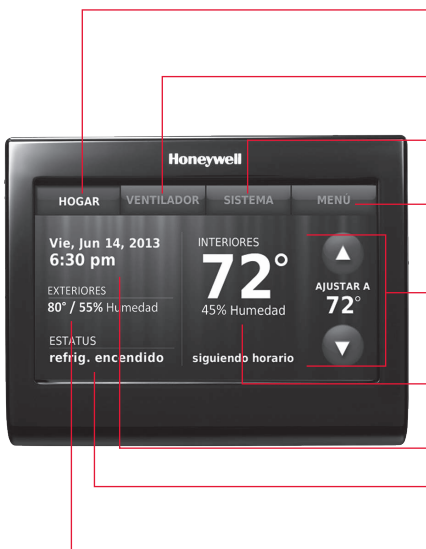 Honeywell
HOGAR
VENTILADOR
SISTEMA
MENÚ
Vie, Jun 14, 2013
6:30 pm
EXTERIORES
80° / 55% Humedad
ESTATUS
refrig. encendido
INTERIORES
72°
45% Humedad
siguiendo horario
AJUSTAR A
72°